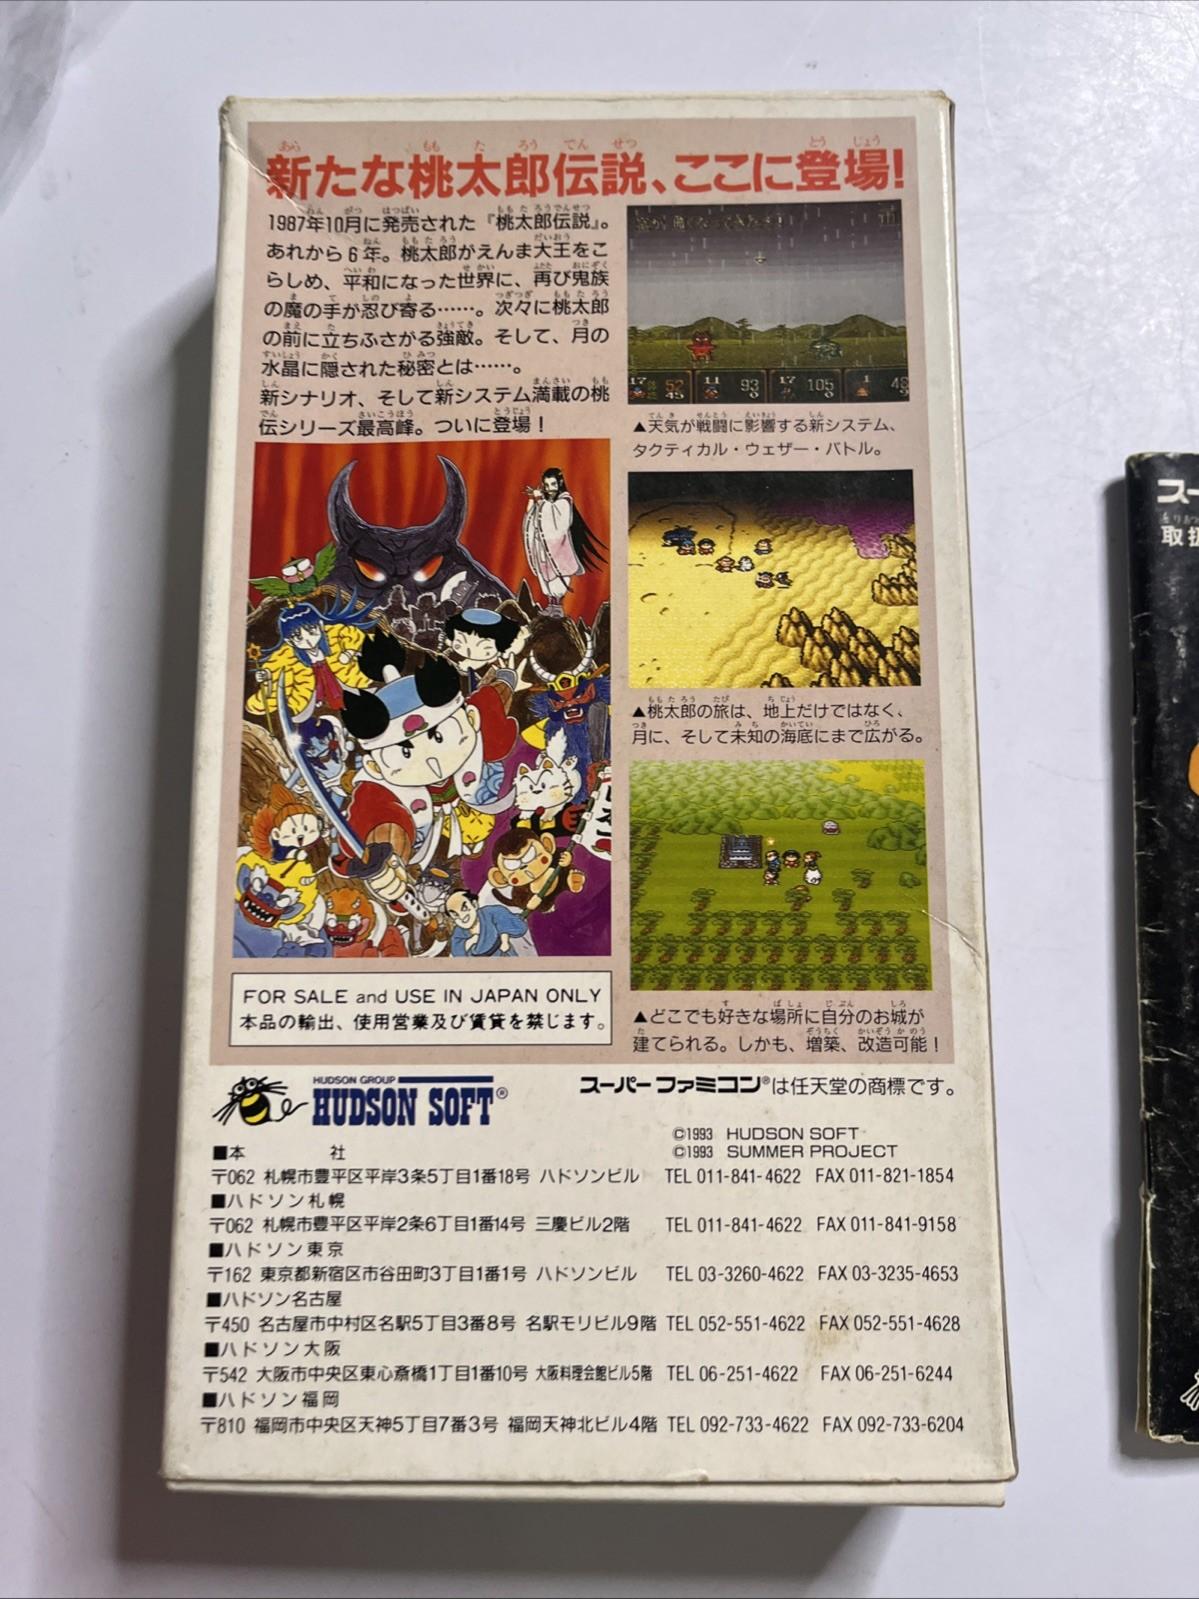 新たな桃太郎伝説、ここに登場!
1987年10月に発売された『桃太郎伝説』。
あれから6年。桃太郎がえんま大王をこ
らしめ、平和になった世界に、再び鬼族
の魔の手が忍び寄る……。次々に桃太郎
の前に立ちふさがる強敵。そして、月の
水晶に隠された秘密とは……。
新シナリオ、そして新システム満載の桃
伝シリーズ最高峰。ついに登場!
▲天気が戦闘に影響する新システム、
タクティカル・ウェザー・バトル。
▲桃太郎の旅は、地上だけではなく、
月に、そして未知の海底にまで広がる。
▲どこでも好きな場所に自分のお城が
建てられる。しかも、増築、改造可能!
FOR SALE and USE IN JAPAN ONLY
本品の輸出、使用営業及び賃貸を禁じます。
HUDSON GROUP
HUDSON SOFT®
スーパーファミコン®は任天堂の商標です。
©1993 HUDSON SOFT
©1993 SUMMER PROJECT
■本 社
〒062 札幌市豊平区平岸3条5丁目1番18号 ハドソンビル TEL 011-841-4622 FAX 011-821-1854
■ハドソン札幌
〒062 札幌市豊平区平岸2条6丁目1番14号 三慶ビル2階 TEL 011-841-4622 FAX 011-841-9158
■ハドソン東京
〒162 東京都新宿区市谷田町3丁目1番1号 ハドソンビル TEL 03-3260-4622 FAX 03-3235-4653
■ハドソン名古屋
〒450 名古屋市中村区名駅5丁目3番8号 名駅モリビル9階 TEL 052-551-4622 FAX 052-551-4628
■ハドソン大阪
〒542 大阪市中央区東心斎橋1丁目1番10号 大阪料理会館ビル5階 TEL 06-251-4622 FAX 06-251-6244
■ハドソン福岡
〒810 福岡市中央区天神5丁目7番3号 福岡天神北ビル4階 TEL 092-733-4622 FAX 092-733-6204
スー
取扱